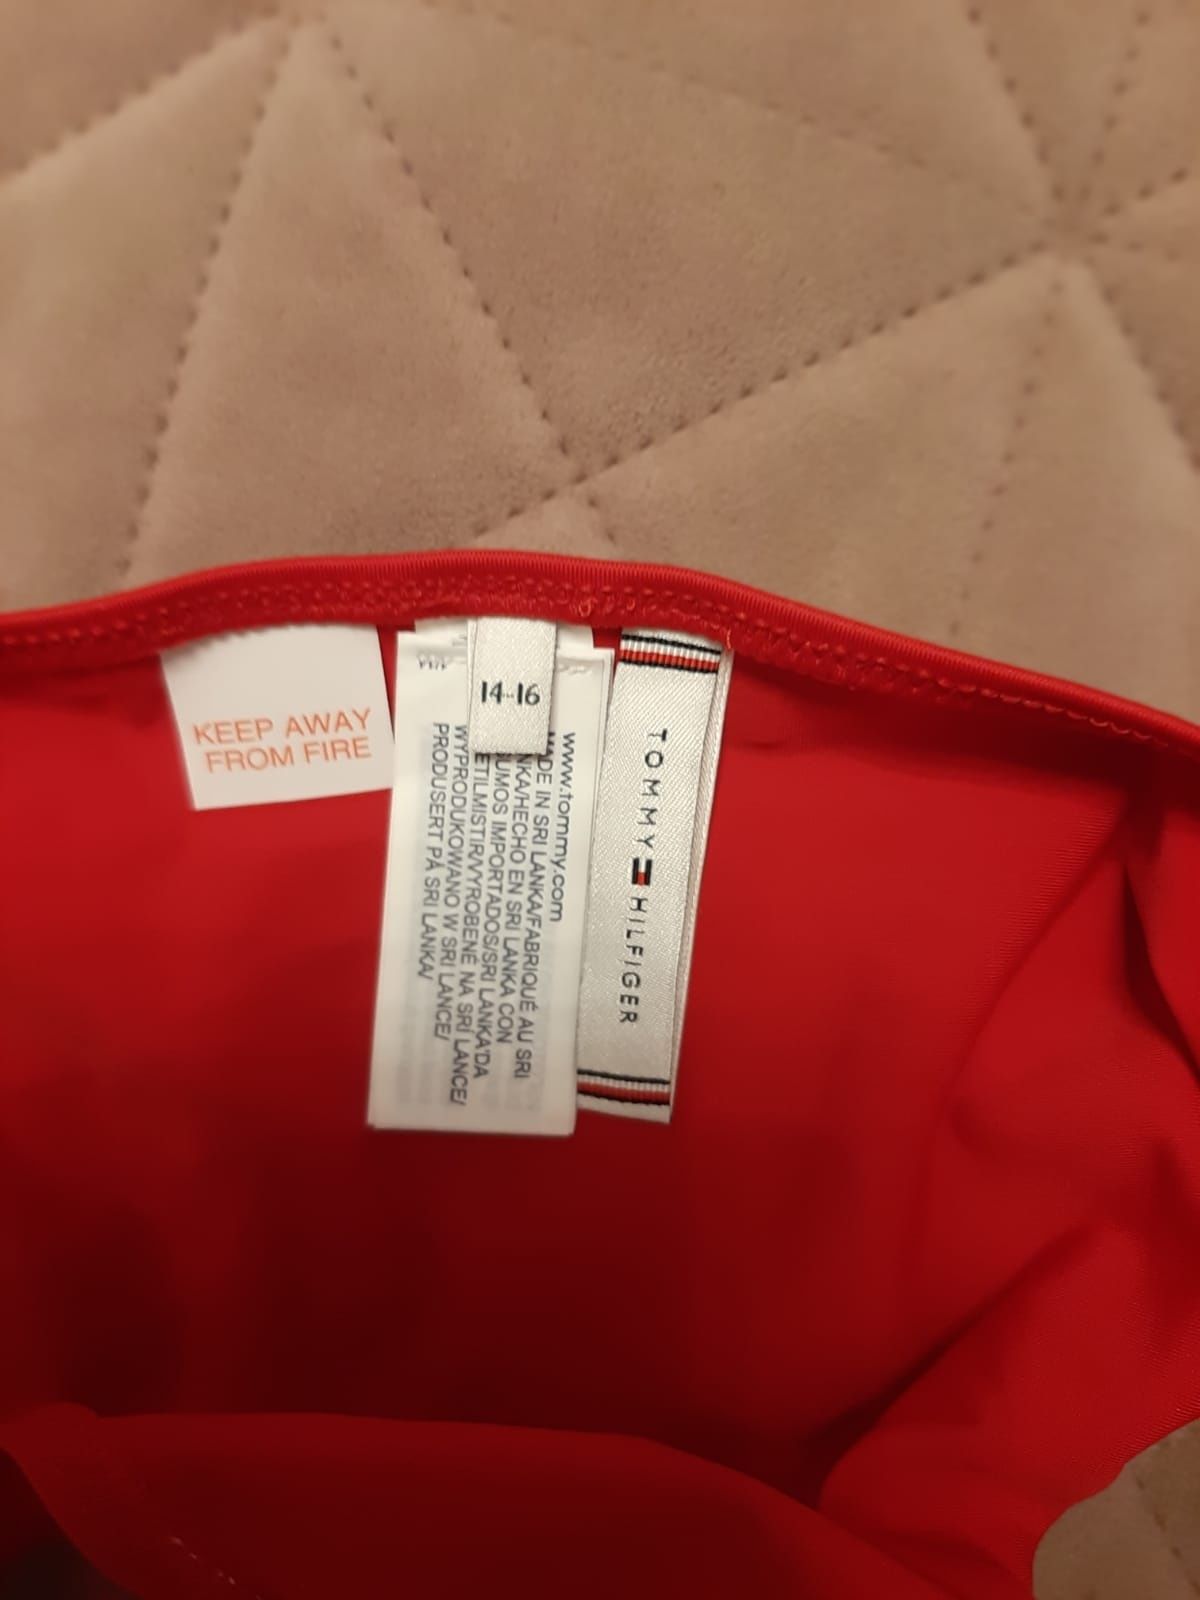 KEEP AWAY
FROM FIRE
14-16
www.tommy.com
MADE IN SRI LANKA/FABRIQUÉ AU SRI
LANKA/HECHO EN SRI LANKA CON
INSUMOS IMPORTADOS/SRI LANKA'DA
ÜRETILMISTIR/VYROBENÉ NA SRÍ LANCE/
WYPRODUKOWANO W SRI LANCE/
PRODUSERT PÅ SRI LANKA/
TOMMY HILFIGER